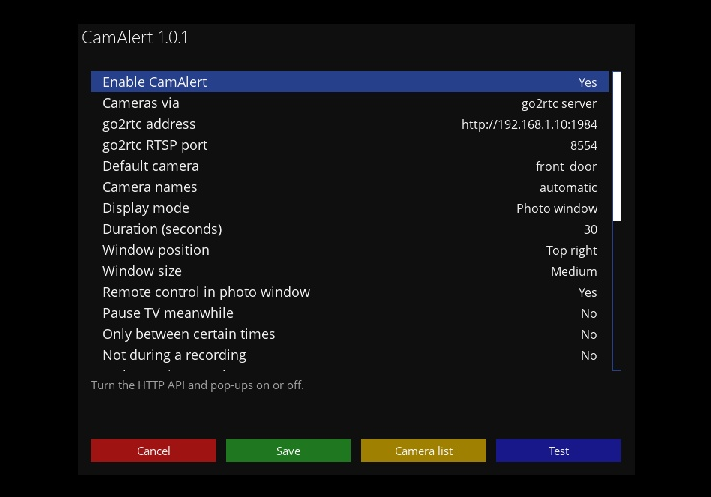 CamAlert 1.0.1
Enable CamAlert Yes
Cameras via go2rtc server
go2rtc address http://192.168.1.10:1984
go2rtc RTSP port 8554
Default camera front_door
Camera names automatic
Display mode Photo window
Duration (seconds) 30
Window position Top right
Window size Medium
Remote control in photo window Yes
Pause TV meanwhile No
Only between certain times No
Not during a recording No
Turn the HTTP API and pop-ups on or off.
Cancel Save Camera list Test